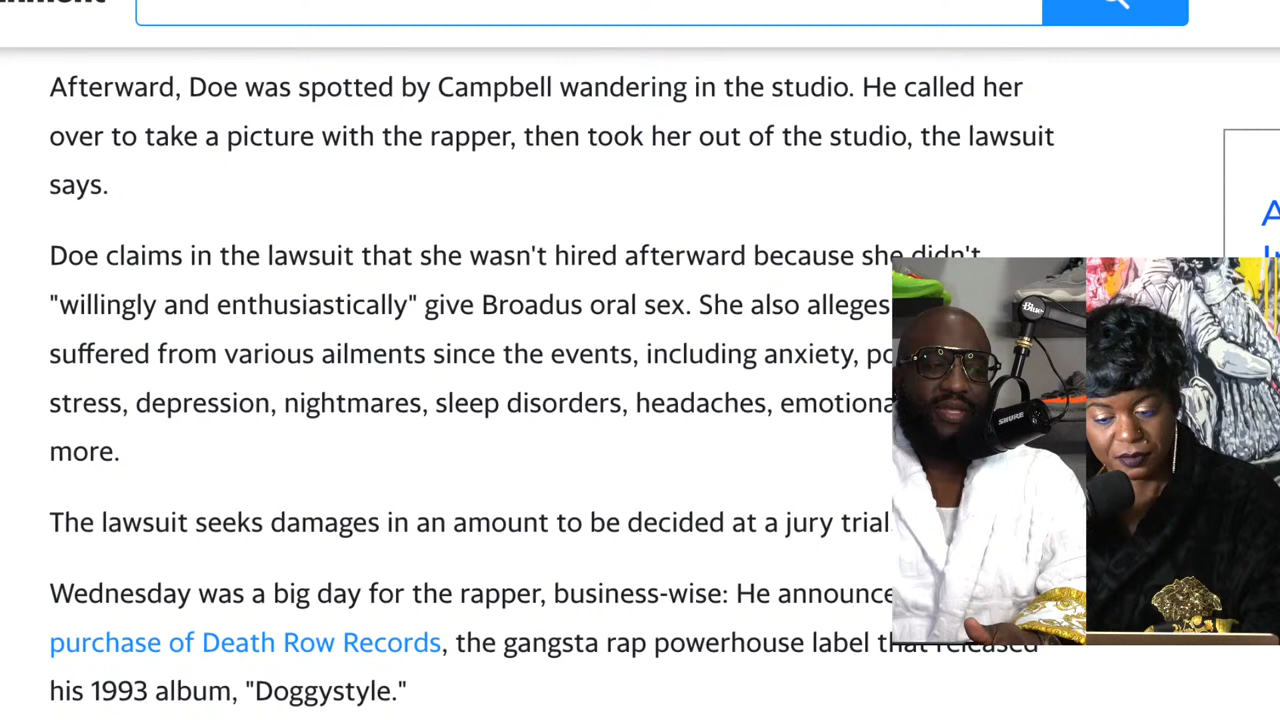 Afterward, Doe was spotted by Campbell wandering in the studio. He called her
over to take a picture with the rapper, then took her out of the studio, the lawsuit
says.
Doe claims in the lawsuit that she wasn't hired afterward because she didn't
"willingly and enthusiastically" give Broadus oral sex. She also alleges
suffered from various ailments since the events, including anxiety,
stress, depression, nightmares, sleep disorders, headaches,
more.
The lawsuit seeks damages in an amount to be decided at a jury trial
Wednesday was a big day for the rapper, business-wise: He
purchase of Death Row Records, the gangsta rap powerhouse label that released
his 1993 album, "Doggystyle."
Blue
SHURE